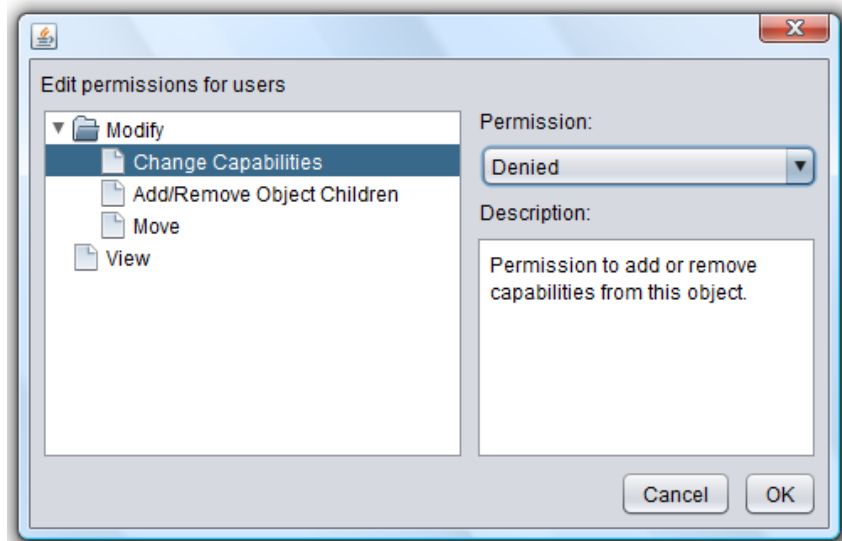 Edit permissions for users
Modify
Change Capabilities
Add/Remove Object Children
Move
View
Permission:
Denied
Description:
Permission to add or remove
capabilities from this object.
Cancel
OK